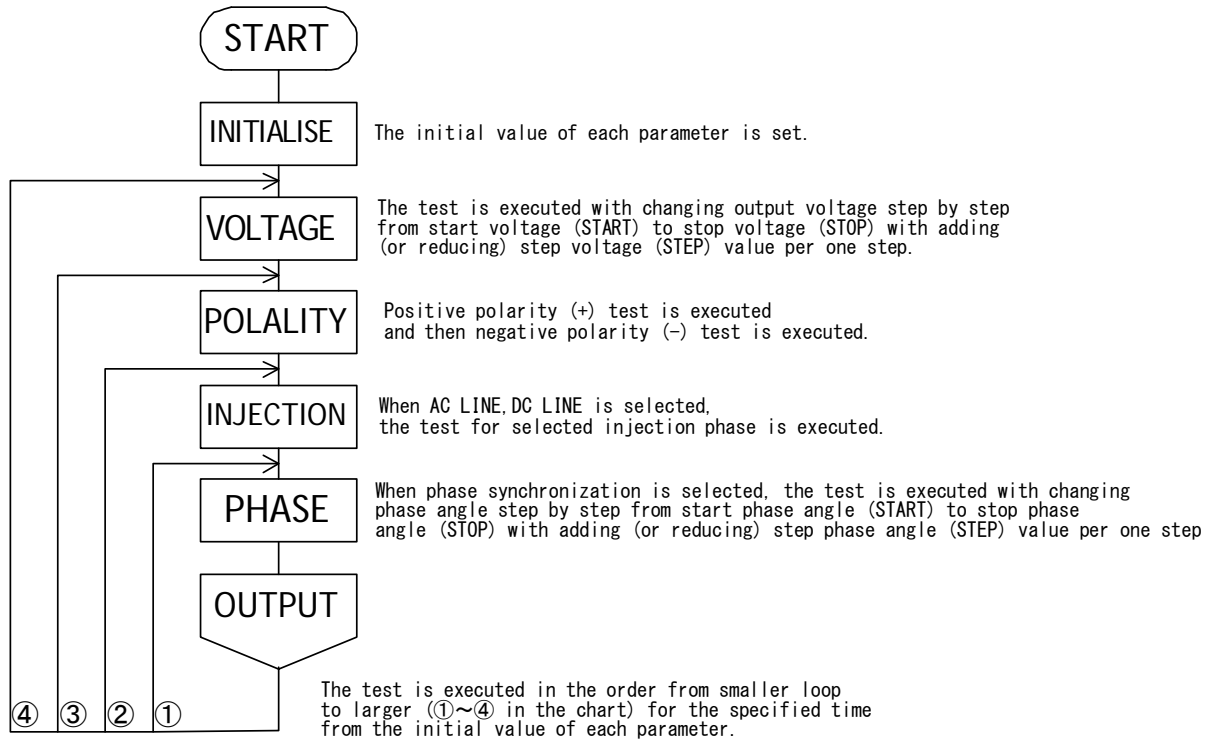 START
INITIALISE
The initial value of each parameter is set.
VOLTAGE
The test is executed with changing output voltage step by step
from start voltage (START) to stop voltage (STOP) with adding
(or reducing) step voltage (STEP) value per one step.
POLALITY
Positive polarity (+) test is executed
and then negative polarity (-) test is executed.
INJECTION
When AC LINE,DC LINE is selected,
the test for selected injection phase is executed.
PHASE
When phase synchronization is selected, the test is executed with changing
phase angle step by step from start phase angle (START) to stop phase
angle (STOP) with adding (or reducing) step phase angle (STEP) value per one step
OUTPUT
④ ③ ② ①
The test is executed in the order from smaller loop
to larger (①~④ in the chart) for the specified time
from the initial value of each parameter.